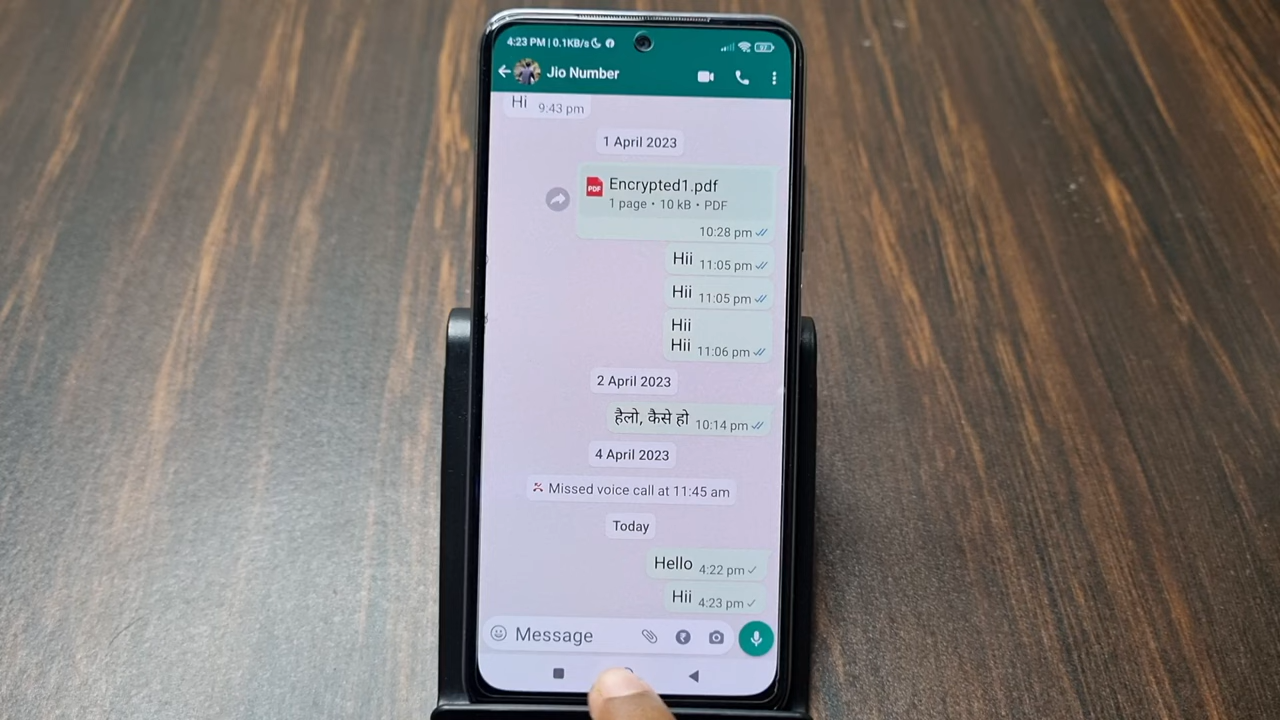 4:23 PM | 0.1KB/s
Jio Number
Hi 9:43 pm
1 April 2023
PDF
Encrypted1.pdf
1 page • 10 kB • PDF
10:28 pm
Hii 11:05 pm
Hii 11:05 pm
Hii
Hii 11:06 pm
2 April 2023
हैलो, कैसे हो 10:14 pm
4 April 2023
Missed voice call at 11:45 am
Today
Hello 4:22 pm
Hii 4:23 pm
Message